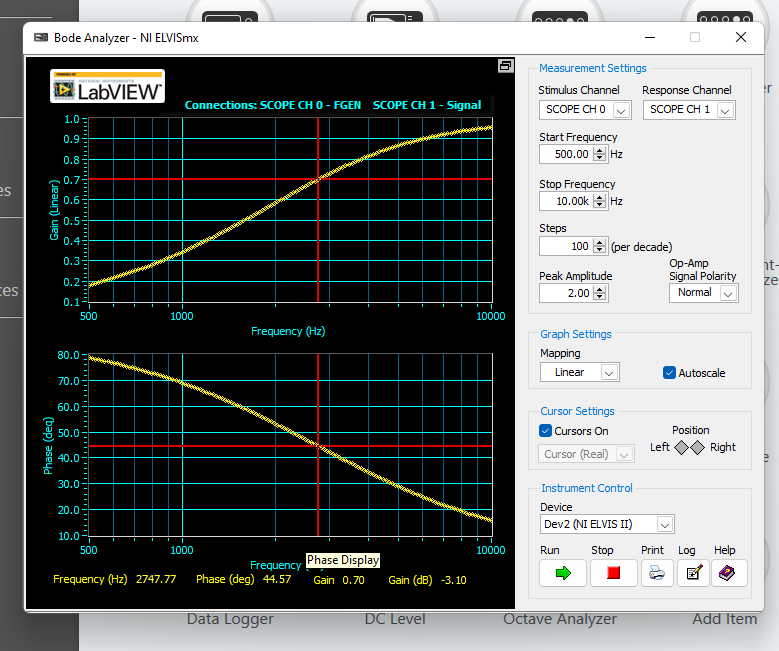 Bode Analyzer - NI ELVISmx
POWERED BY
NATIONAL INSTRUMENTS
LabVIEW™
Connections: SCOPE CH 0 - FGEN SCOPE CH 1 - Signal
Gain (Linear)
1.0
0.9
0.8
0.7
0.6
0.5
0.4
0.3
0.2
0.1
500 1000 10000
Frequency (Hz)
Phase (deg)
80.0
70.0
60.0
50.0
40.0
30.0
20.0
10.0
500 1000 10000
Frequency
Phase Display
Frequency (Hz) 2747.77 Phase (deg) 44.57 Gain 0.70 Gain (dB) -3.10
Measurement Settings
Stimulus Channel Response Channel
SCOPE CH 0 SCOPE CH 1
Start Frequency
500.00 Hz
Stop Frequency
10.00k Hz
Steps
100 (per decade)
Peak Amplitude
2.00
Op-Amp
Signal Polarity
Normal
Graph Settings
Mapping
Linear Autoscale
Cursor Settings
Cursors On Position
Cursor (Real) Left Right
Instrument Control
Device
Dev2 (NI ELVIS II)
Run Stop Print Log Help
Data Logger DC Level Octave Analyzer Add Item